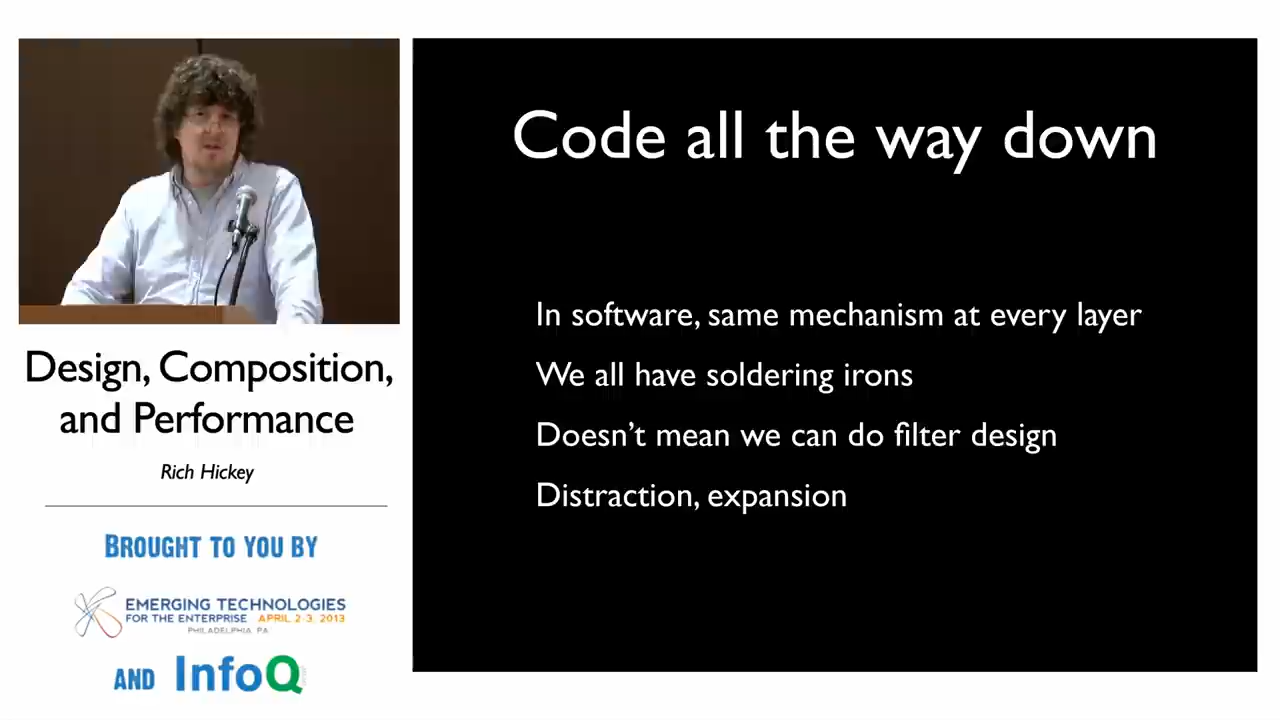 Code all the way down
In software, same mechanism at every layer
We all have soldering irons
Doesn't mean we can do filter design
Distraction, expansion
Design, Composition,
and Performance
Rich Hickey
BROUGHT TO YOU BY
EMERGING TECHNOLOGIES
FOR THE ENTERPRISE APRIL 2-3, 2013
PHILADELPHIA, PA
AND InfoQ